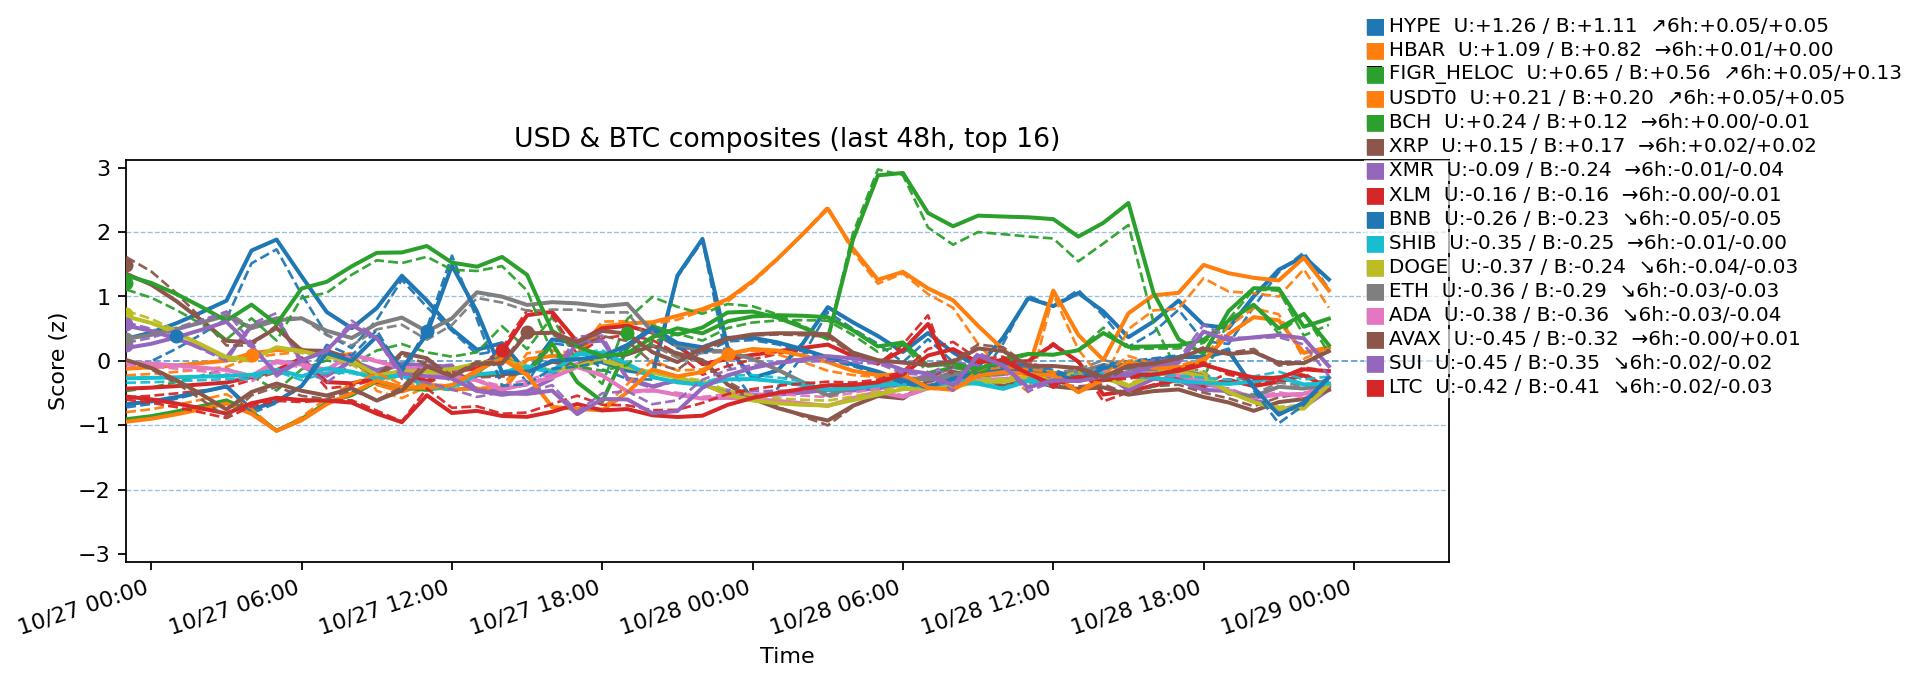 HYPE  U:+1.26 / B:+1.11  ↗6h:+0.05/+0.05
HBAR  U:+1.09 / B:+0.82  →6h:+0.01/+0.00
FIGR_HELOC  U:+0.65 / B:+0.56  ↗6h:+0.05/+0.13
USDT0  U:+0.21 / B:+0.20  ↗6h:+0.05/+0.05
BCH  U:+0.24 / B:+0.12  →6h:+0.00/-0.01
XRP  U:+0.15 / B:+0.17  →6h:+0.02/+0.02
XMR  U:-0.09 / B:-0.24  →6h:-0.01/-0.04
XLM  U:-0.16 / B:-0.16  →6h:-0.00/-0.01
BNB  U:-0.26 / B:-0.23  ↘6h:-0.05/-0.05
SHIB  U:-0.35 / B:-0.25  →6h:-0.01/-0.00
DOGE  U:-0.37 / B:-0.24  ↘6h:-0.04/-0.03
ETH  U:-0.36 / B:-0.29  ↘6h:-0.03/-0.03
ADA  U:-0.38 / B:-0.36  ↘6h:-0.03/-0.04
AVAX  U:-0.45 / B:-0.32  →6h:-0.00/+0.01
SUI  U:-0.45 / B:-0.35  ↘6h:-0.02/-0.02
LTC  U:-0.42 / B:-0.41  ↘6h:-0.02/-0.03
USD & BTC composites (last 48h, top 16)
Score (z)
3
2
1
0
−1
−2
−3
10/27 00:00
10/27 06:00
10/27 12:00
10/27 18:00
10/28 00:00
10/28 06:00
10/28 12:00
10/28 18:00
10/29 00:00
Time